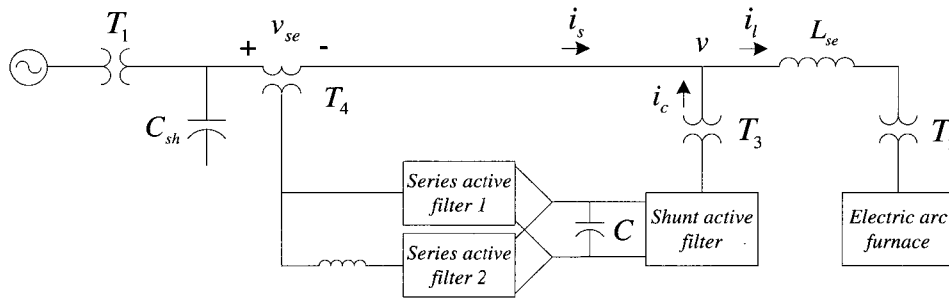 T1
+ vse -
is
v
il
Lse
Csh
T4
ic
T3
T
Series active
filter 1
C
Shunt active
filter
Electric arc
furnace
Series active
filter 2